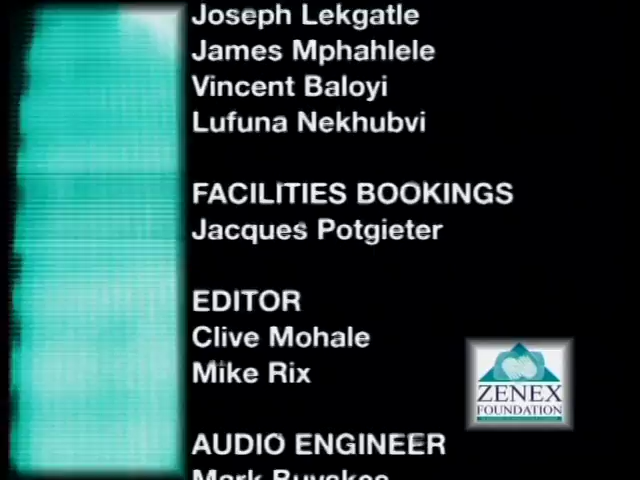 Joseph Lekgatle
James Mphahlele
Vincent Baloyi
Lufuna Nekhubvi
FACILITIES BOOKINGS
Jacques Potgieter
EDITOR
Clive Mohale
Mike Rix
ZENEX
FOUNDATION
AUDIO ENGINEER
Mark